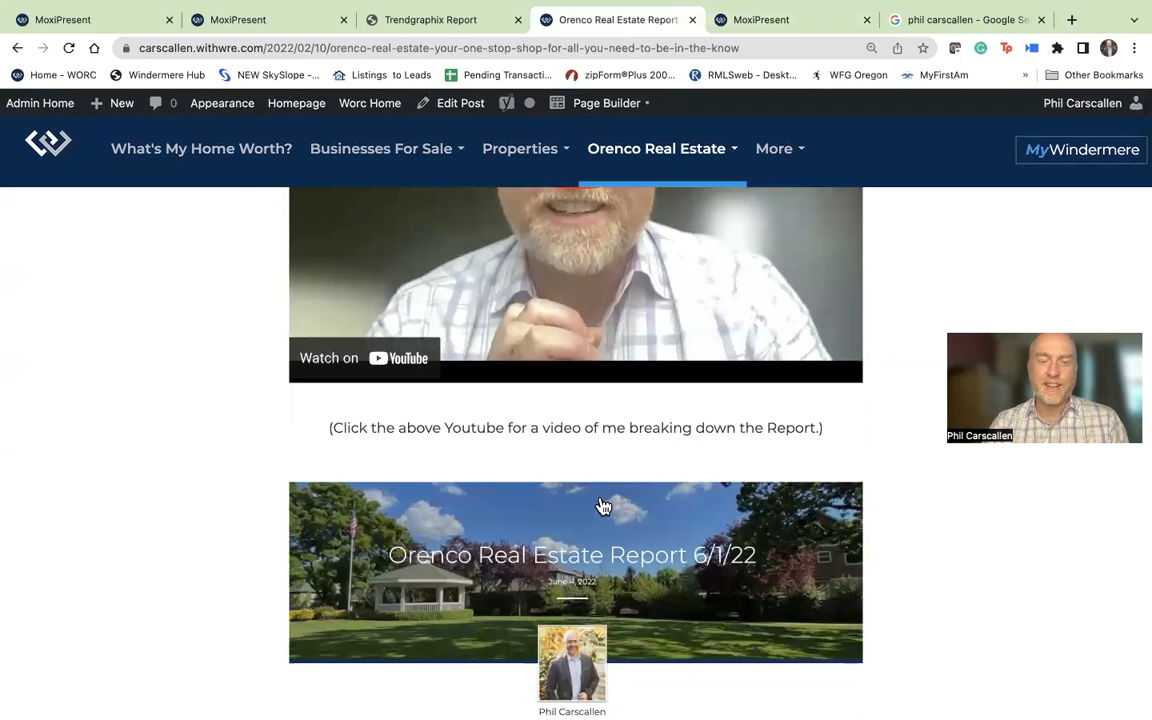 MoxiPresent
MoxiPresent
Trendgraphix Report
Orenco Real Estate Report
MoxiPresent
phil carscallen - Google Se
carscallen.withwre.com/2022/02/10/orenco-real-estate-your-one-stop-shop-for-all-you-need-to-be-in-the-know
Home - WORC
Windermere Hub
NEW SkySlope -...
Listings to Leads
Pending Transacti...
zipForm®Plus 200...
RMLSweb - Deskt...
WFG Oregon
MyFirstAm
»
Other Bookmarks
Admin Home
New
0
Appearance
Homepage
Worc Home
Edit Post
Page Builder
Phil Carscallen
What's My Home Worth?
Businesses For Sale
Properties
Orenco Real Estate
More
MyWindermere
Watch on YouTube
Phil Carscallen
(Click the above Youtube for a video of me breaking down the Report.)
Orenco Real Estate Report 6/1/22
June 4, 2022
Phil Carscallen